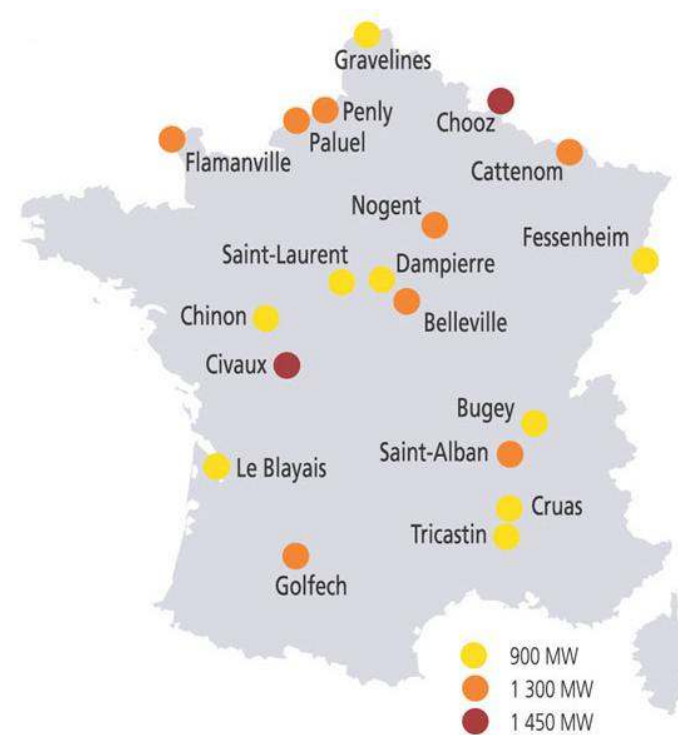 Gravelines
Penly
Chooz
Paluel
Flamanville
Cattenom
Nogent
Fessenheim
Saint-Laurent
Dampierre
Chinon
Belleville
Civaux
Bugey
Saint-Alban
Le Blayais
Cruas
Tricastin
Golfech
900 MW
1 300 MW
1 450 MW